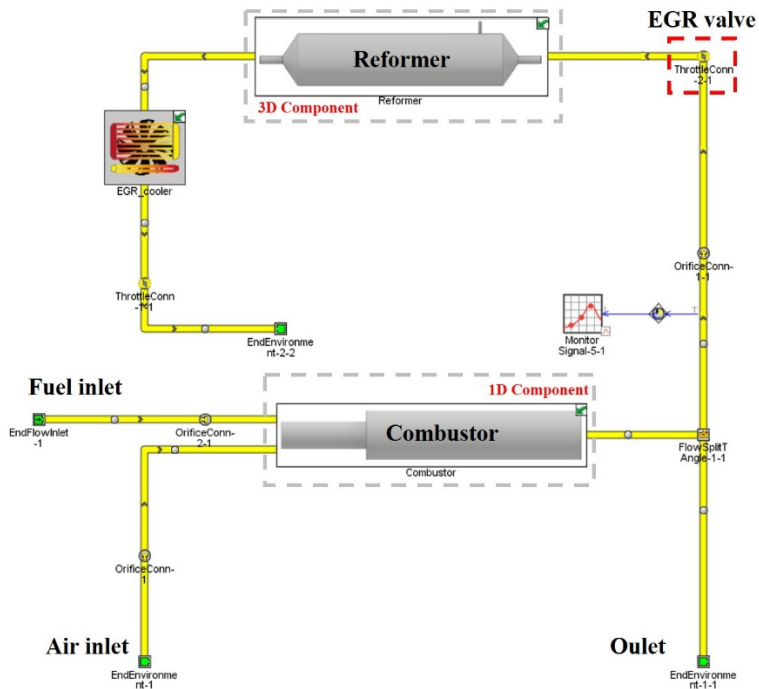 EGR valve
Reformer
ThrottleConn
-2-1
Reformer
3D Component
EGR_cooler
OrificeConn-
1-1
ThrottleConn
-1-1
T
EndEnvironme
nt-2-2
Monitor
Signal-5-1
Fuel inlet
1D Component
EndFlowInlet
-1
OrificeConn-
2-1
Combustor
Combustor
FlowSplitT
Angle-1-1
OrificeConn-
1
Air inlet
Oulet
EndEnvironme
nt-1
EndEnvironme
nt-1-1